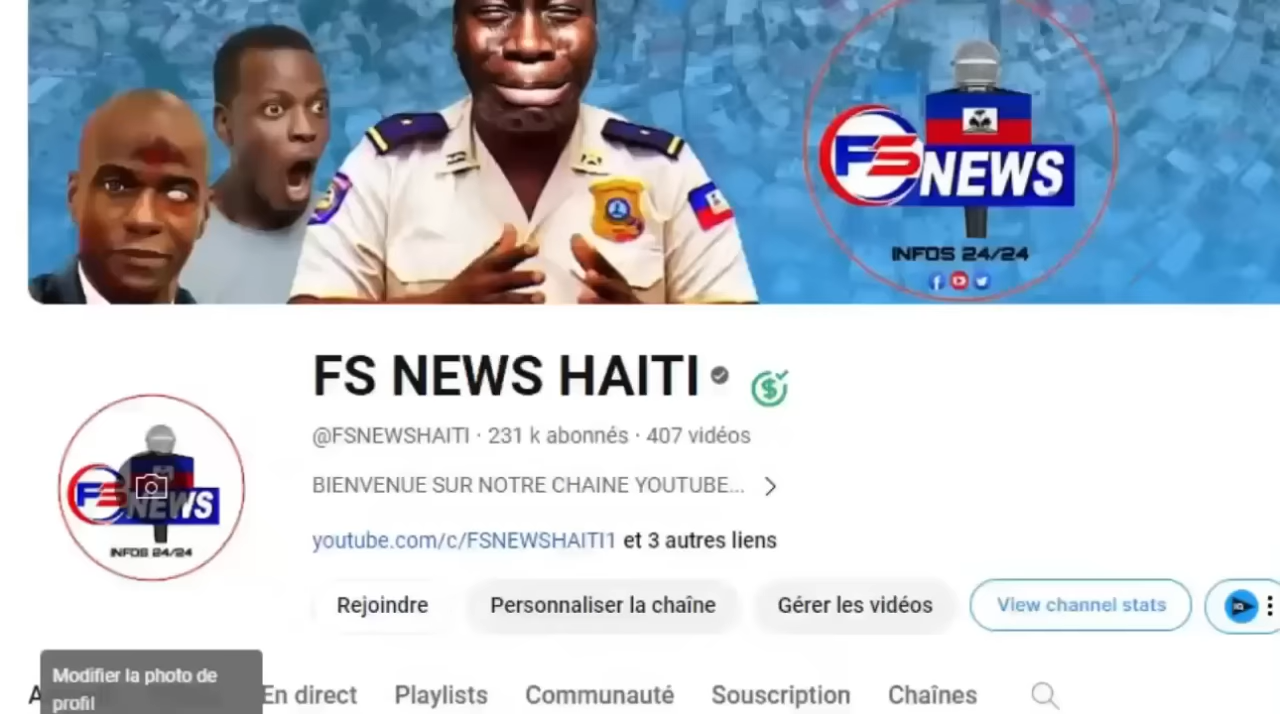 FS NEWS
INFOS 24/24
FS NEWS HAITI
@FSNEWSHAITI · 231 k abonnés · 407 vidéos
BIENVENUE SUR NOTRE CHAINE YOUTUBE...
youtube.com/c/FSNEWSHAITI1 et 3 autres liens
FS NEWS
INFOS 24/24
Rejoindre Personnaliser la chaîne Gérer les vidéos View channel stats
Modifier la photo de
profil
En direct Playlists Communauté Souscription Chaînes